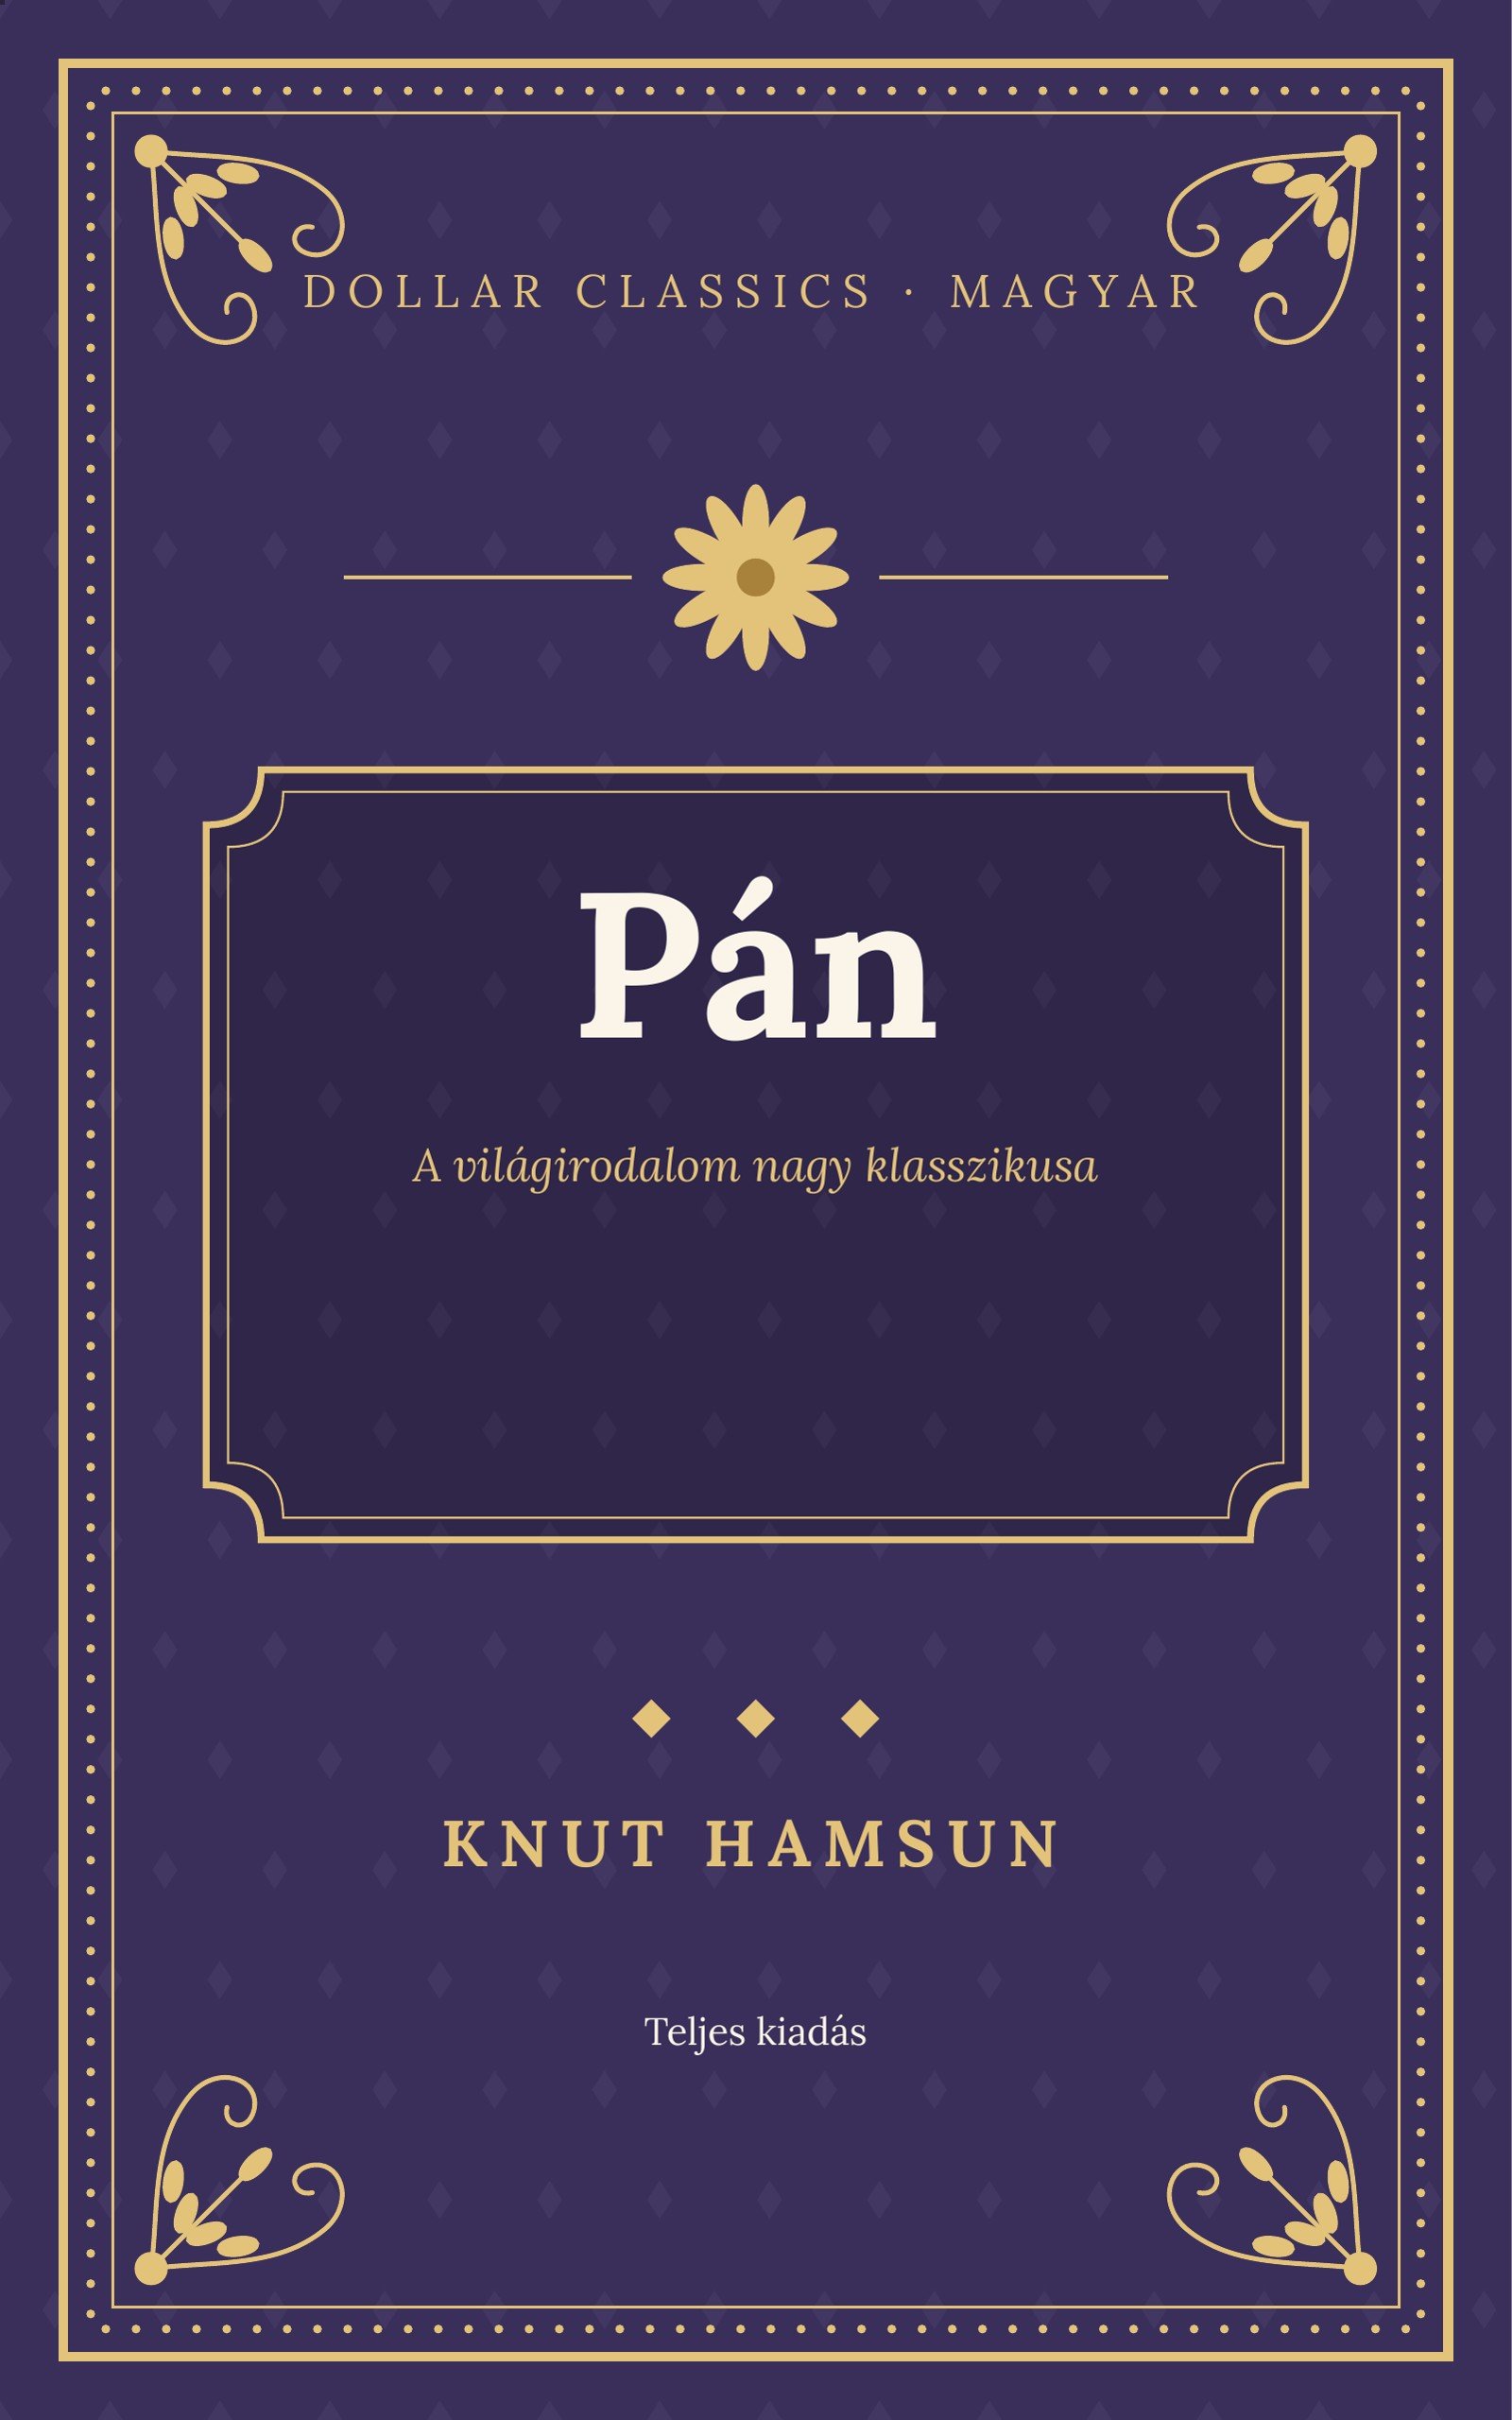 DOLLAR CLASSICS · MAGYAR
Pán
A világirodalom nagy klasszikusa
KNUT HAMSUN
Teljes kiadás